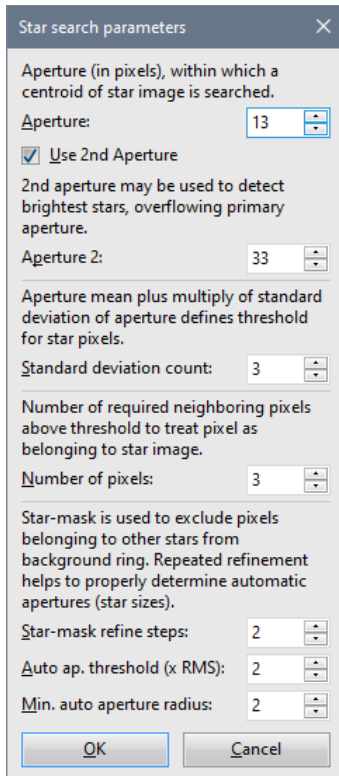 Star search parameters
Aperture (in pixels), within which a
centroid of star image is searched.
Aperture: 13
Use 2nd Aperture
2nd aperture may be used to detect
brightest stars, overflowing primary
aperture.
Aperture 2: 33
Aperture mean plus multiply of standard
deviation of aperture defines threshold
for star pixels.
Standard deviation count: 3
Number of required neighboring pixels
above threshold to treat pixel as
belonging to star image.
Number of pixels: 3
Star-mask is used to exclude pixels
belonging to other stars from
background ring. Repeated refinement
helps to properly determine automatic
apertures (star sizes).
Star-mask refine steps: 2
Auto ap. threshold (x RMS): 2
Min. auto aperture radius: 2
OK Cancel